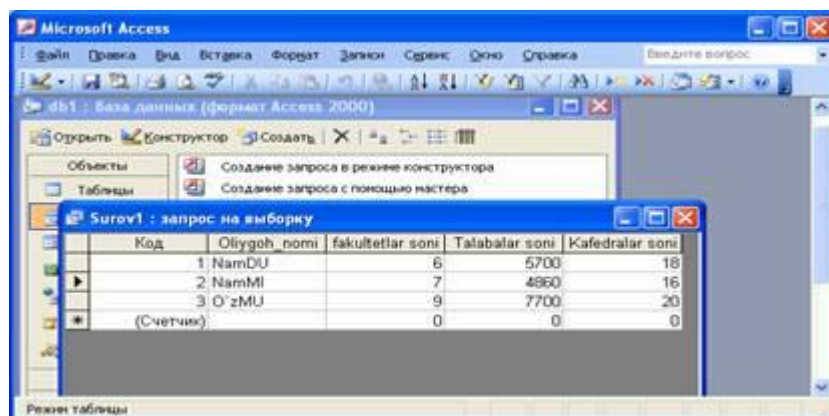 Microsoft Access
Файл Правка Вид Вставка Формат Записи Сервис Окно Справка Введите вопрос
db1 : база данных (формат Access 2000)
Открыть Конструктор Создать
Объекты Создание запроса в режиме конструктора
Таблицы Создание запроса с помощью мастера
Surov1 : запрос на выборку
Код Oliygoh_nomi fakultetlar soni Talabalar soni Kafedralar soni
1 NamDU 6 5700 18
2 NamMI 7 4860 16
3 O`zMU 9 7700 20
(Счетчик) 0 0 0
Режим таблицы